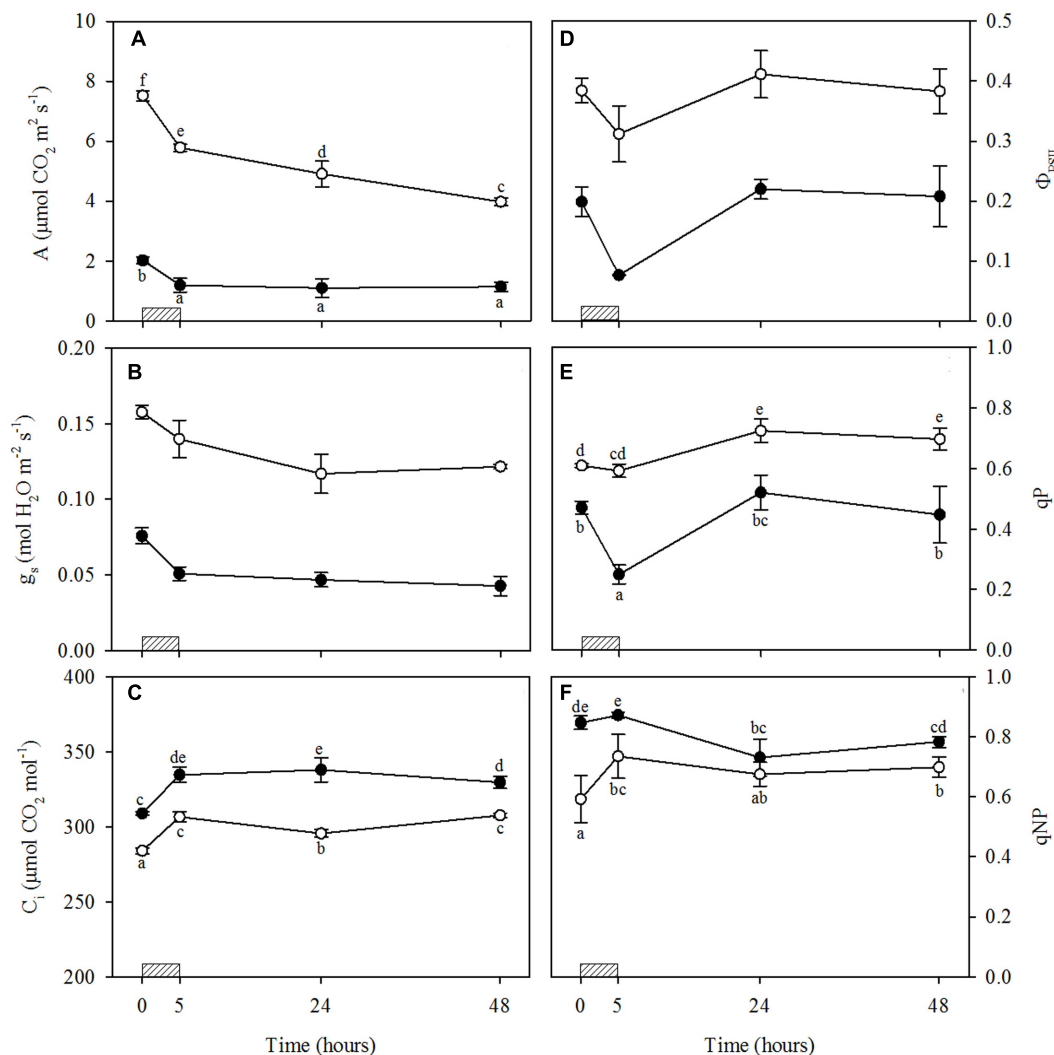 A
A (μmol CO2 m-2 s-1)
10
8
6
4
2
0
f
e
d
c
b
a
a
a
D
ΦPSII
0.5
0.4
0.3
0.2
0.1
0.0
B
gs (mol H2O m-2 s-1)
0.20
0.15
0.10
0.05
0.00
E
qP
1.0
0.8
0.6
0.4
0.2
0.0
d
cd
e
e
b
a
bc
b
C
Ci (μmol CO2 mol-1)
400
350
300
250
200
c
de
e
d
a
c
b
c
0 5 24 48
Time (hours)
F
qNP
1.0
0.8
0.6
0.4
0.2
0.0
de
e
bc
cd
a
bc
ab
b
0 5 24 48
Time (hours)